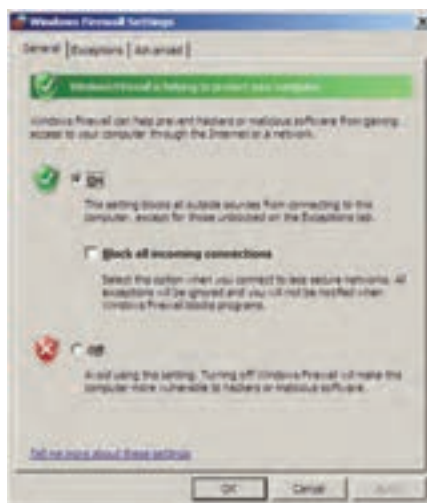 Windows Firewall Settings
General Exceptions Advanced
Windows Firewall is helping to protect your computer
Windows Firewall can help prevent hackers or malicious software from gaining
access to your computer through the Internet or a network.
On
This setting blocks all outside sources from connecting to this
computer, except for those unblocked on the Exceptions tab.
Block all incoming connections
Select this option when you connect to less secure networks. All
exceptions will be ignored and you will not be notified when
Windows Firewall blocks programs.
Off
Avoid using this setting. Turning off Windows Firewall will make this
computer more vulnerable to hackers or malicious software.
Tell me more about these settings
OK Cancel Apply